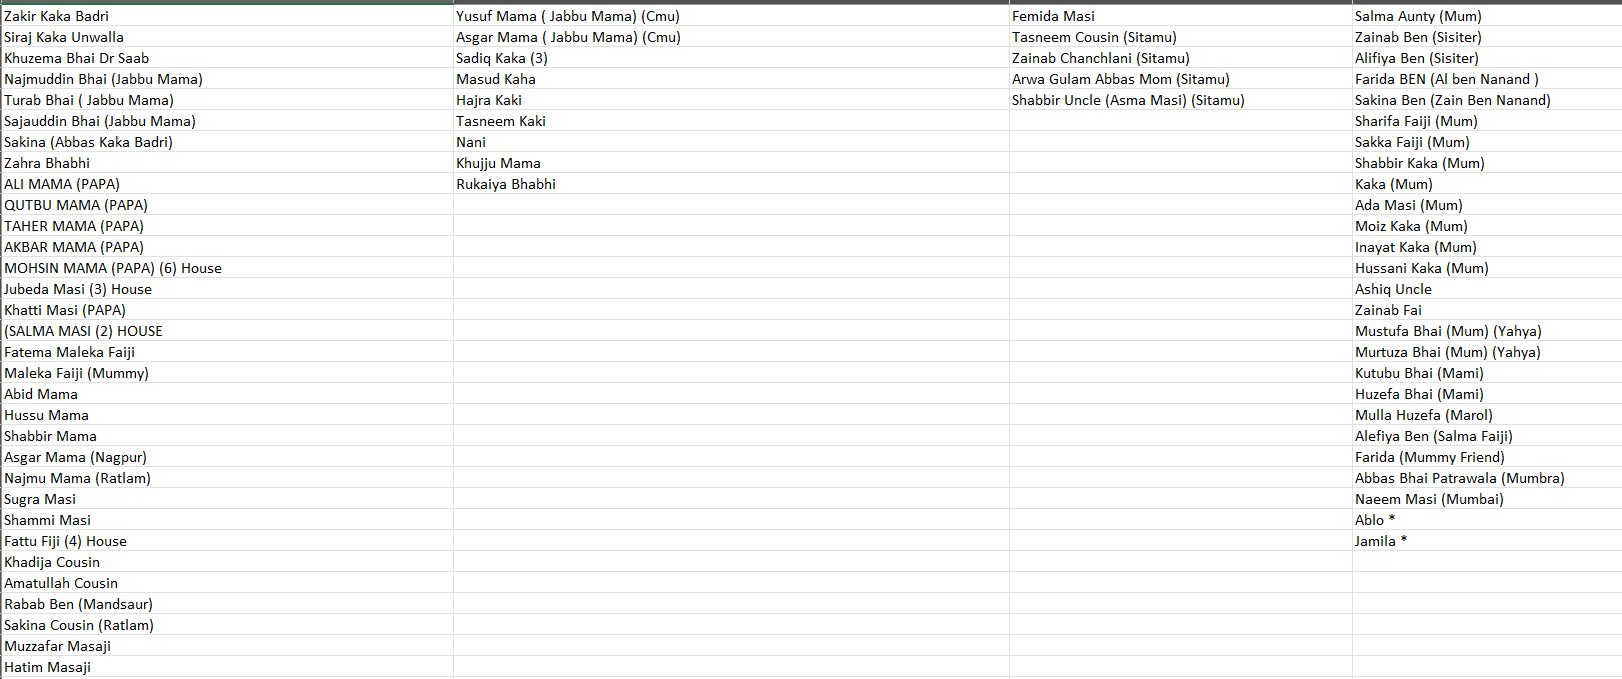 Zakir Kaka Badri
Siraj Kaka Unwalla
Khuzema Bhai Dr Saab
Najmuddin Bhai (Jabbu Mama)
Turab Bhai ( Jabbu Mama)
Sajauddin Bhai (Jabbu Mama)
Sakina (Abbas Kaka Badri)
Zahra Bhabhi
ALI MAMA (PAPA)
QUTBU MAMA (PAPA)
TAHER MAMA (PAPA)
AKBAR MAMA (PAPA)
MOHSIN MAMA (PAPA) (6) House
Jubeda Masi (3) House
Khatti Masi (PAPA)
(SALMA MASI (2) HOUSE
Fatema Maleka Faiji
Maleka Faiji (Mummy)
Abid Mama
Hussu Mama
Shabbir Mama
Asgar Mama (Nagpur)
Najmu Mama (Ratlam)
Sugra Masi
Shammi Masi
Fattu Fiji (4) House
Khadija Cousin
Amatullah Cousin
Rabab Ben (Mandsaur)
Sakina Cousin (Ratlam)
Muzzafar Masaji
Hatim Masaji
Yusuf Mama ( Jabbu Mama) (Cmu)
Asgar Mama ( Jabbu Mama) (Cmu)
Sadiq Kaka (3)
Masud Kaha
Hajra Kaki
Tasneem Kaki
Nani
Khujju Mama
Rukaiya Bhabhi
Femida Masi
Tasneem Cousin (Sitamu)
Zainab Chanchlani (Sitamu)
Arwa Gulam Abbas Mom (Sitamu)
Shabbir Uncle (Asma Masi) (Sitamu)
Salma Aunty (Mum)
Zainab Ben (Sisiter)
Alifiya Ben (Sisiter)
Farida BEN (Al ben Nanand )
Sakina Ben (Zain Ben Nanand)
Sharifa Faiji (Mum)
Sakka Faiji (Mum)
Shabbir Kaka (Mum)
Kaka (Mum)
Ada Masi (Mum)
Moiz Kaka (Mum)
Inayat Kaka (Mum)
Hussani Kaka (Mum)
Ashiq Uncle
Zainab Fai
Mustufa Bhai (Mum) (Yahya)
Murtuza Bhai (Mum) (Yahya)
Kutubu Bhai (Mami)
Huzefa Bhai (Mami)
Mulla Huzefa (Marol)
Alefiya Ben (Salma Faiji)
Farida (Mummy Friend)
Abbas Bhai Patrawala (Mumbra)
Naeem Masi (Mumbai)
Ablo *
Jamila *